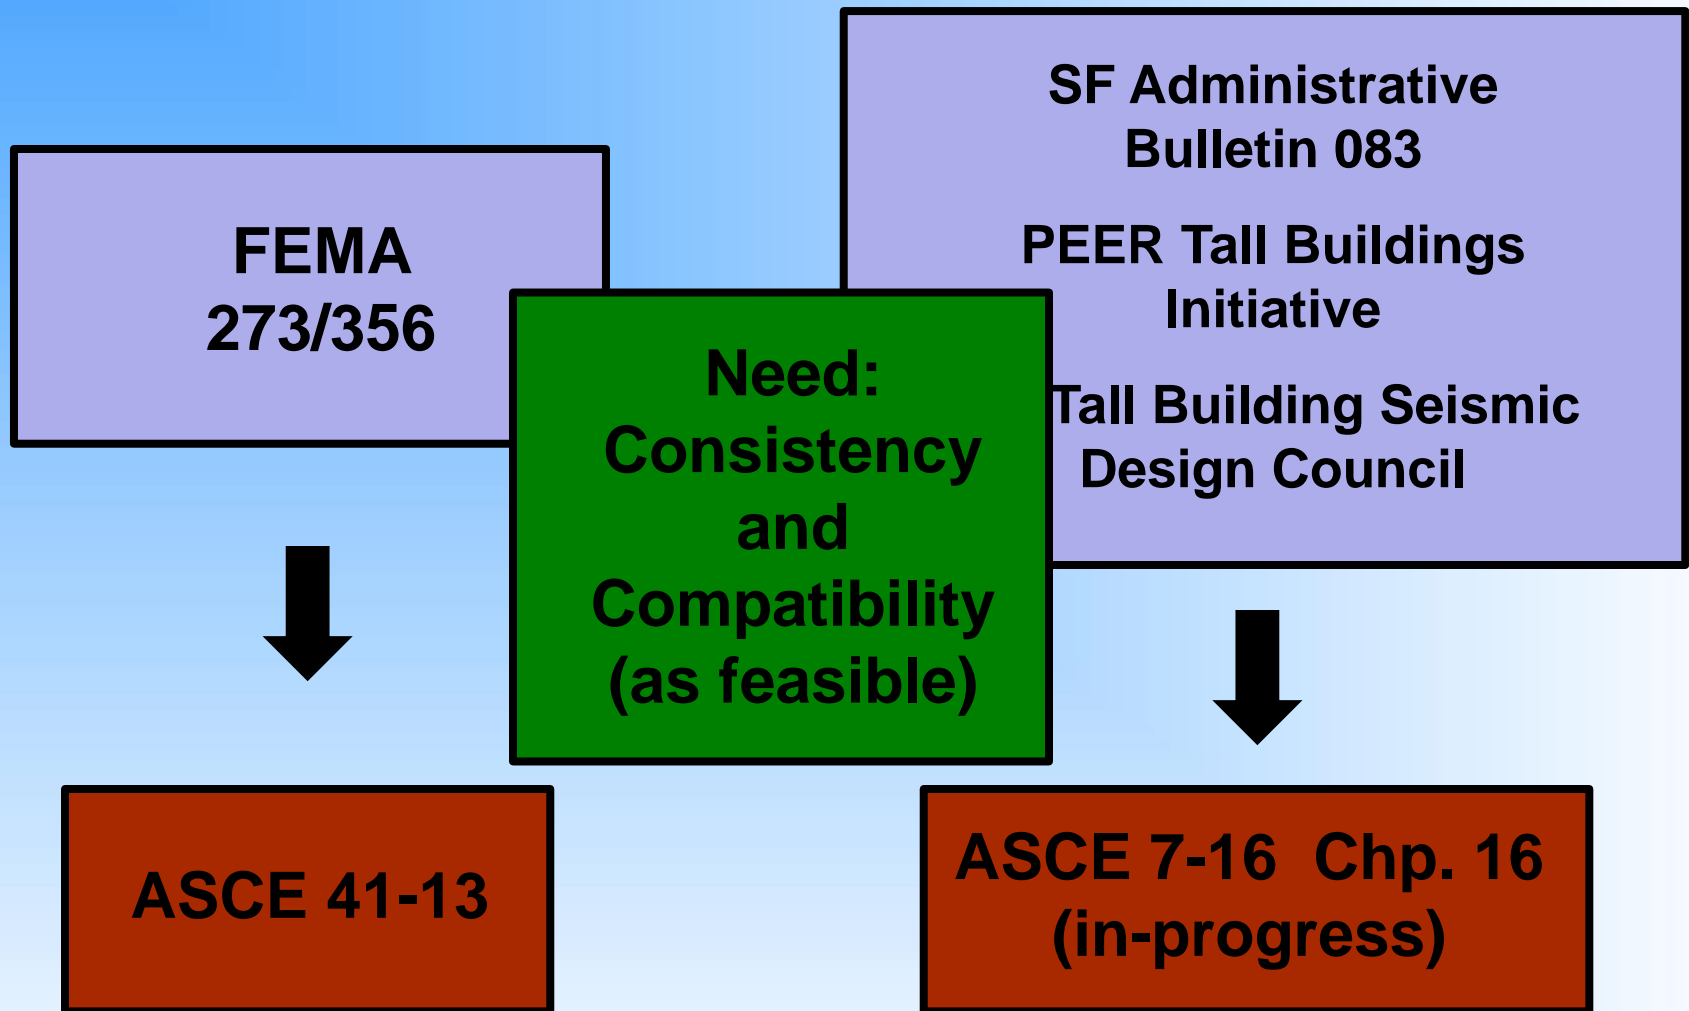 FEMA
273/356
SF Administrative
Bulletin 083
PEER Tall Buildings
Initiative
Tall Building Seismic
Design Council
Need:
Consistency
and
Compatibility
(as feasible)
ASCE 41-13
ASCE 7-16 Chp. 16
(in-progress)